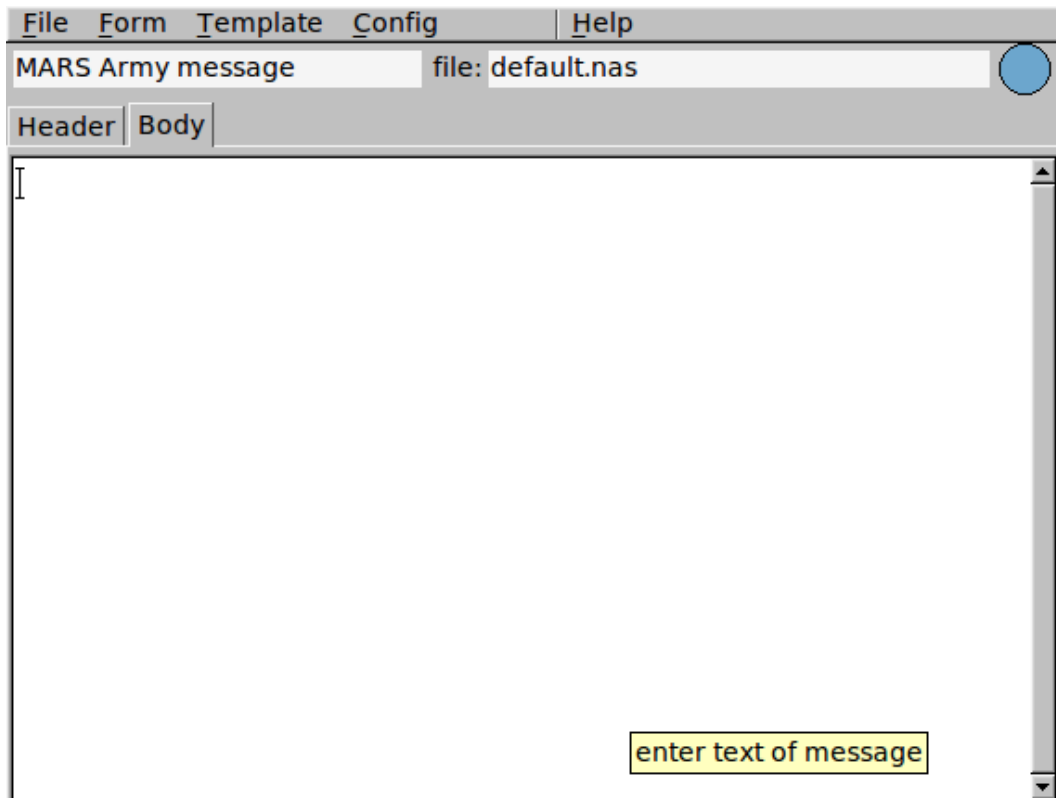 File Form Template Config Help
MARS Army message file: default.nas
Header Body
enter text of message